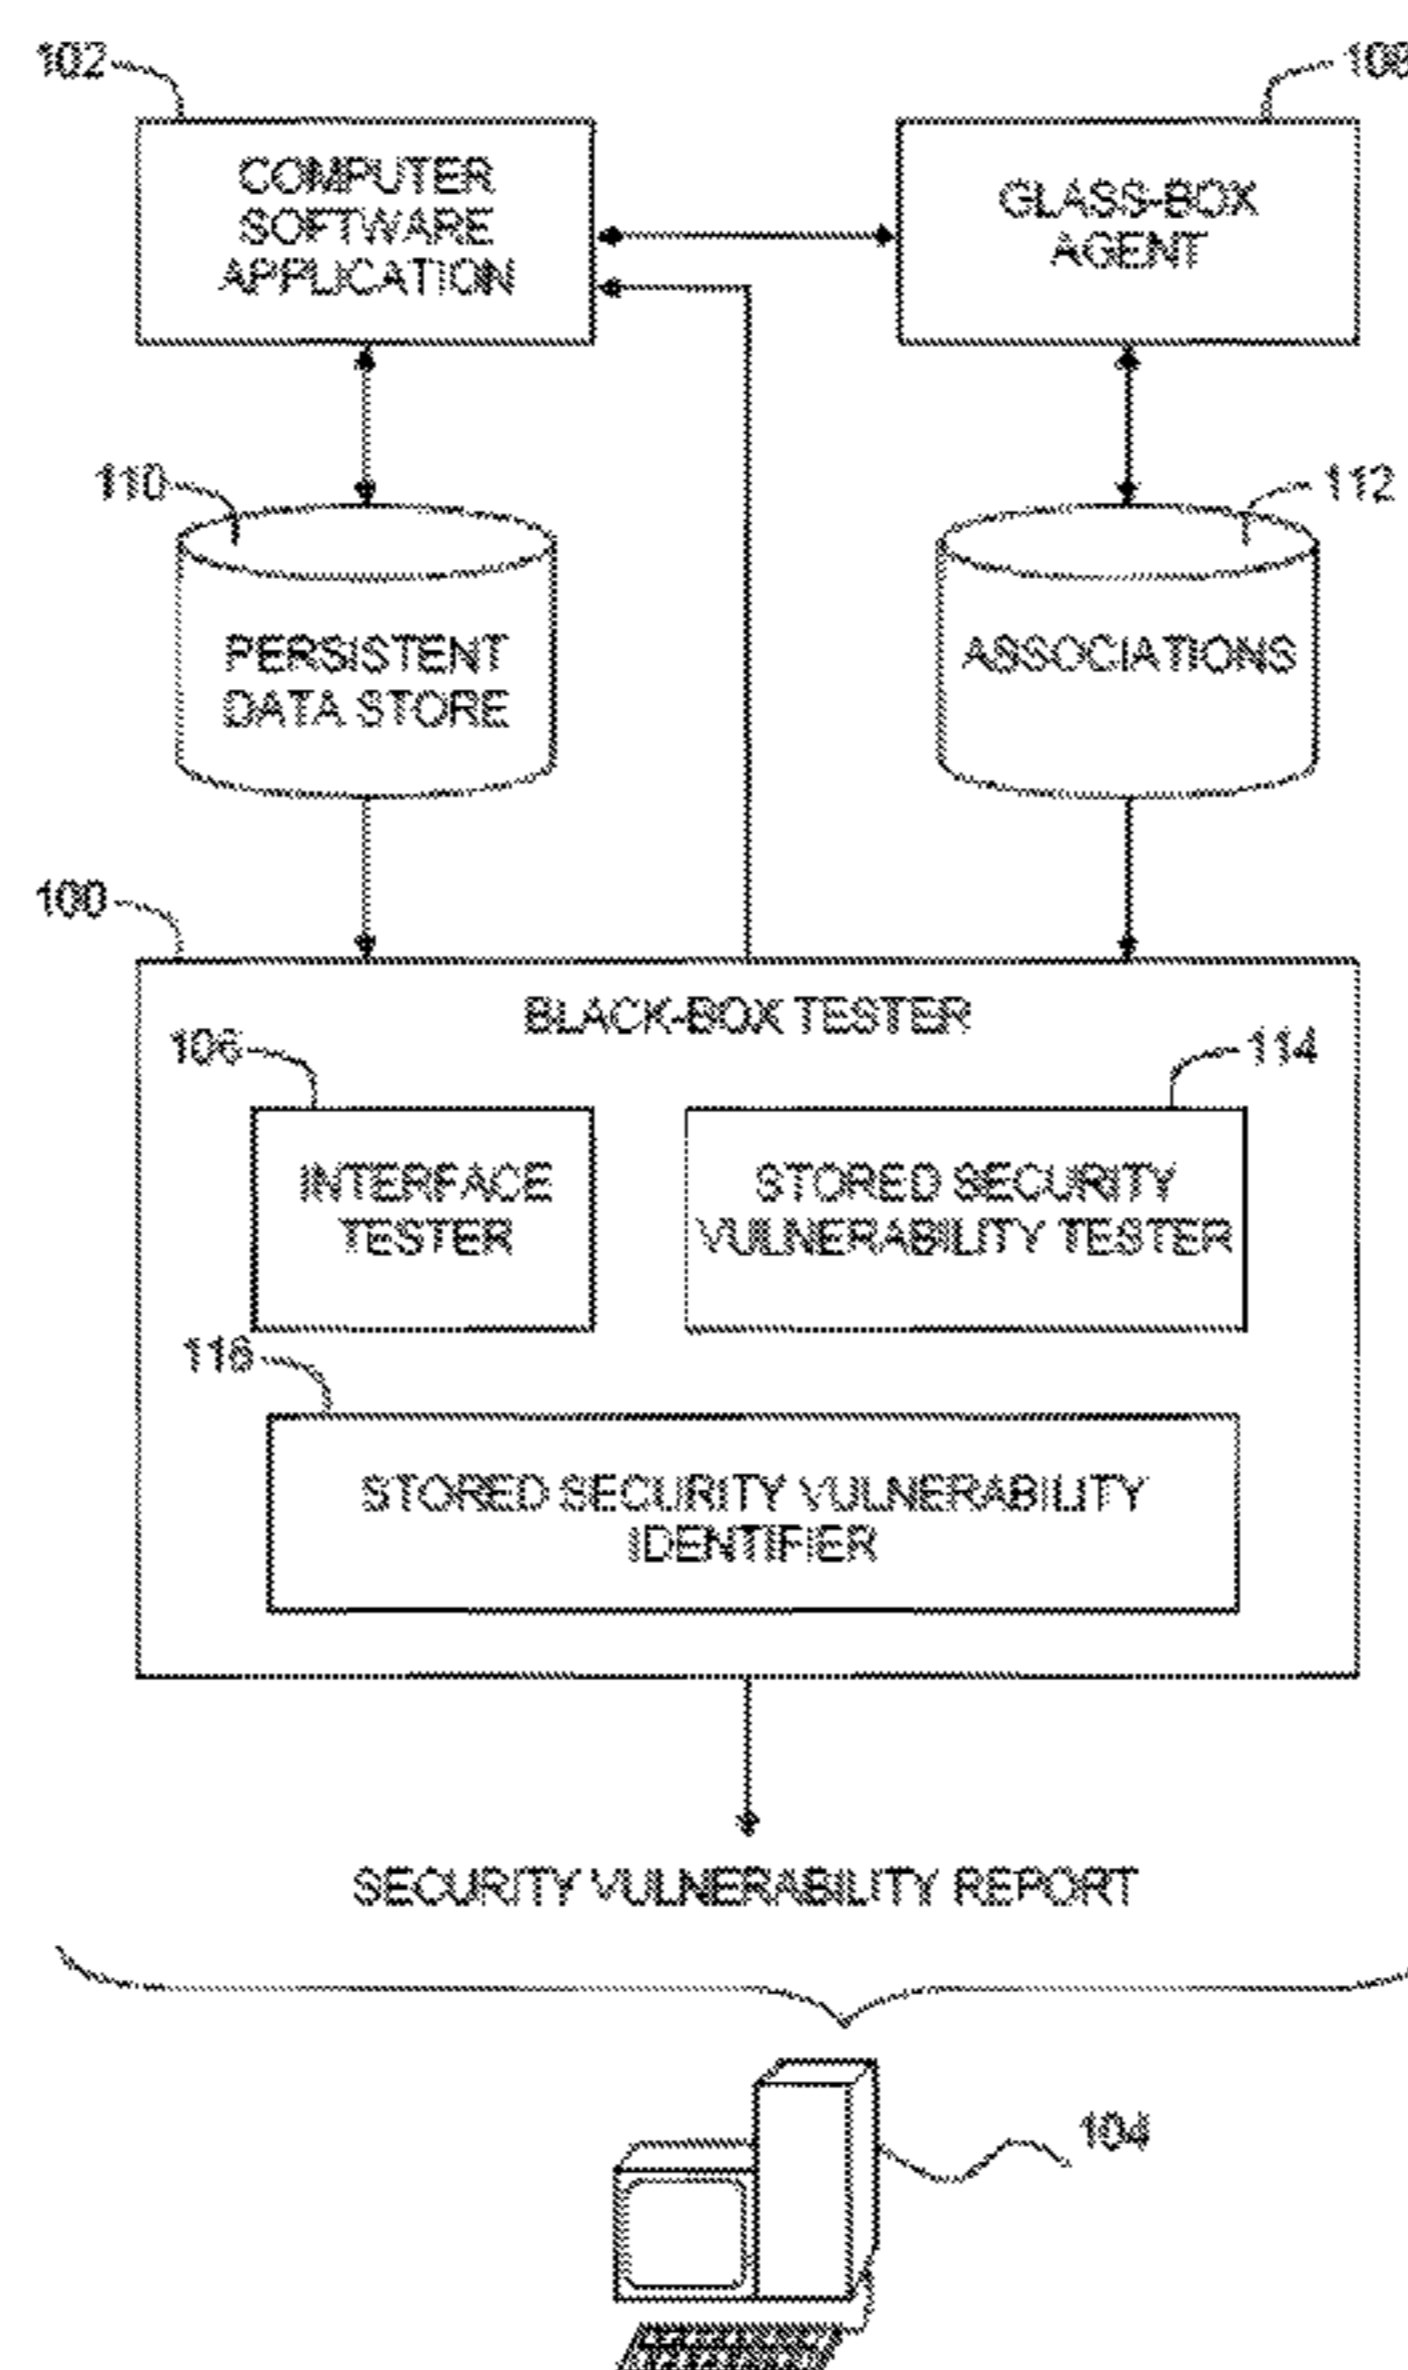 102
108
COMPUTER
SOFTWARE
APPLICATION
GLASS-BOX
AGENT
110
112
PERSISTENT
DATA STORE
ASSOCIATIONS
100
BLACK-BOX TESTER
106
114
INTERFACE
TESTER
STORED SECURITY
VULNERABILITY TESTER
116
STORED SECURITY VULNERABILITY
IDENTIFIER
SECURITY VULNERABILITY REPORT
104